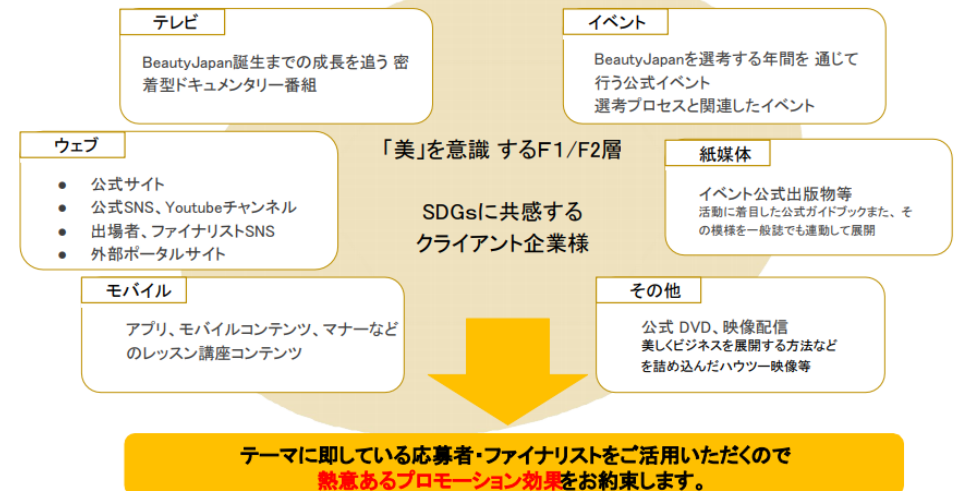 テレビ
BeautyJapan誕生までの成長を追う 密
着型ドキュメンタリー番組
イベント
BeautyJapanを選考する年間を 通じて
行う公式イベント
選考プロセスと関連したイベント
ウェブ
● 公式サイト
● 公式SNS、Youtubeチャンネル
● 出場者、ファイナリストSNS
● 外部ポータルサイト
「美」を意識 するF1/F2層
SDGsに共感する
クライアント企業様
紙媒体
イベント公式出版物等
活動に着目した公式ガイドブックまた、そ
の模様を一般誌でも連動して展開
モバイル
アプリ、モバイルコンテンツ、マナーなど
のレッスン講座コンテンツ
その他
公式 DVD、映像配信
美しくビジネスを展開する方法など
を詰め込んだハウツー映像等
テーマに即している応募者・ファイナリストをご活用いただくので
熱意あるプロモーション効果をお約束します。